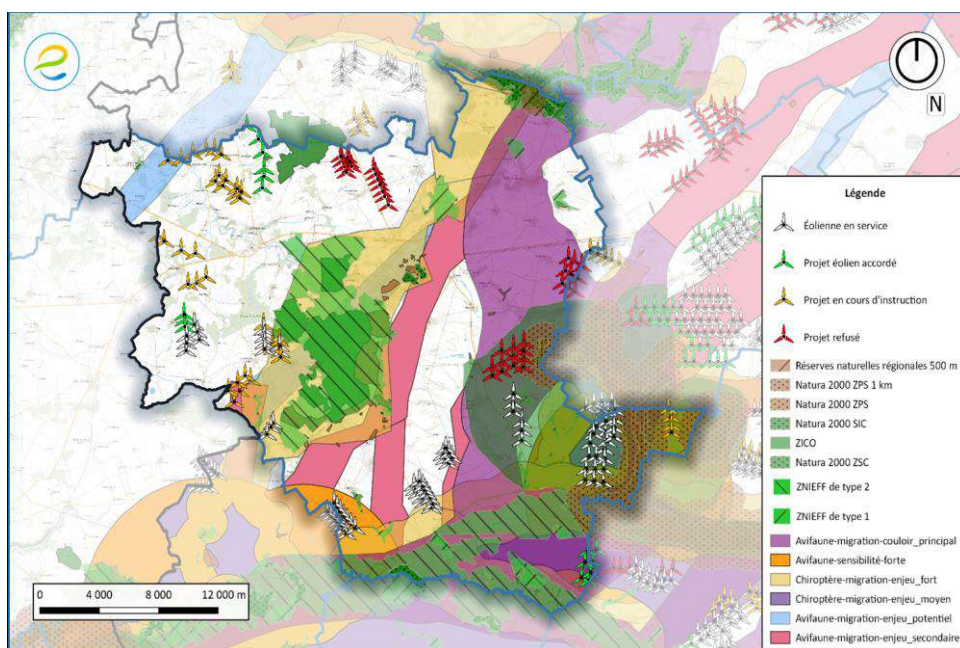 N
Légende
Éolienne en service
Projet éolien accordé
Projet en cours d'instruction
Projet refusé
Réserves naturelles régionales 500 m
Natura 2000 ZPS 1 km
Natura 2000 ZPS
Natura 2000 SIC
ZICO
Natura 2000 ZSC
ZNIEFF de type 2
ZNIEFF de type 1
Avifaune-migration-couloir_principal
Avifaune-sensibilité-forte
Chiroptère-migration-enjeu_fort
Chiroptère-migration-enjeu_moyen
Avifaune-migration-enjeu_potentiel
Avifaune-migration-enjeu_secondaire
0 4 000 8 000 12 000 m